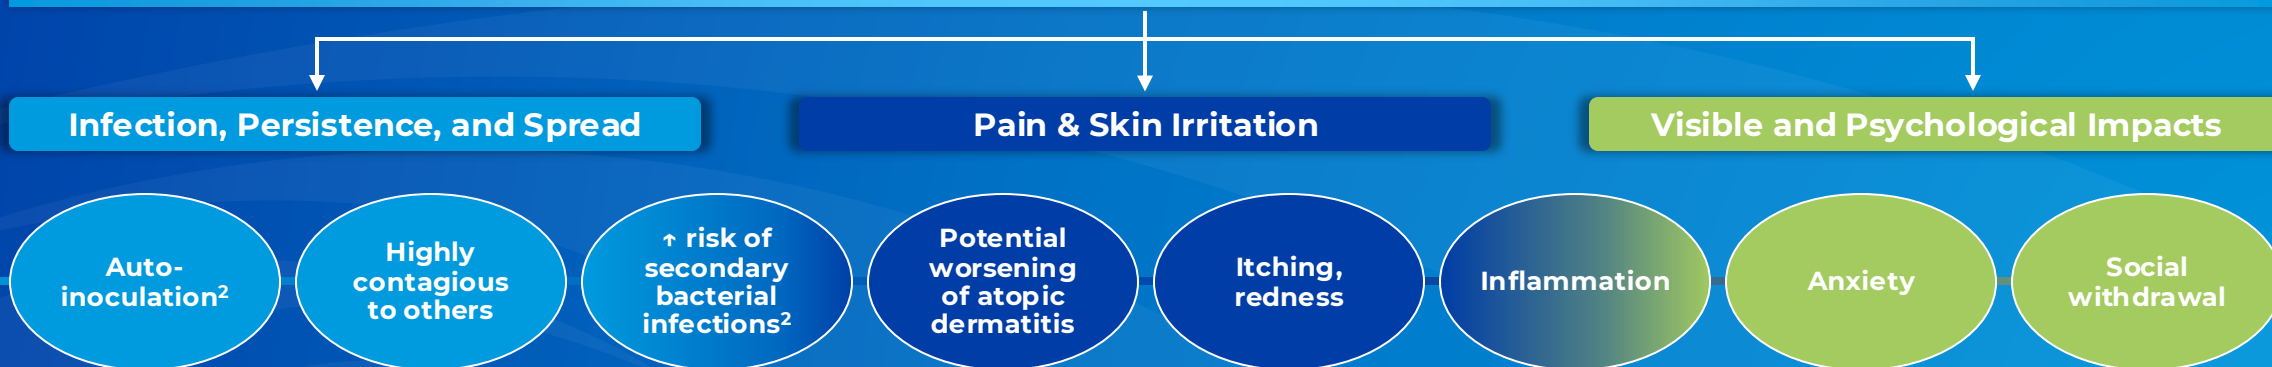 Infection, Persistence, and Spread
Pain & Skin Irritation
Visible and Psychological Impacts
Auto-
inoculation²
Highly
contagious
to others
↑ risk of
secondary
bacterial
infections²
Potential
worsening
of atopic
dermatitis
Itching,
redness
Inflammation
Anxiety
Social
withdrawal